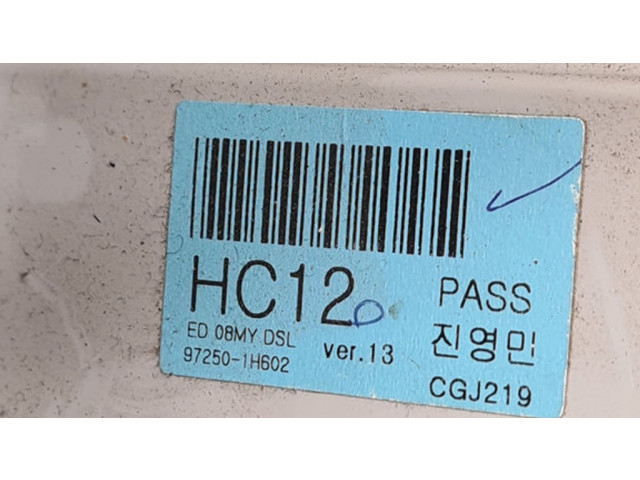 HC12
PASS
ED 08MY DSL
ver.13
진영민
97250-1H602
CGJ219